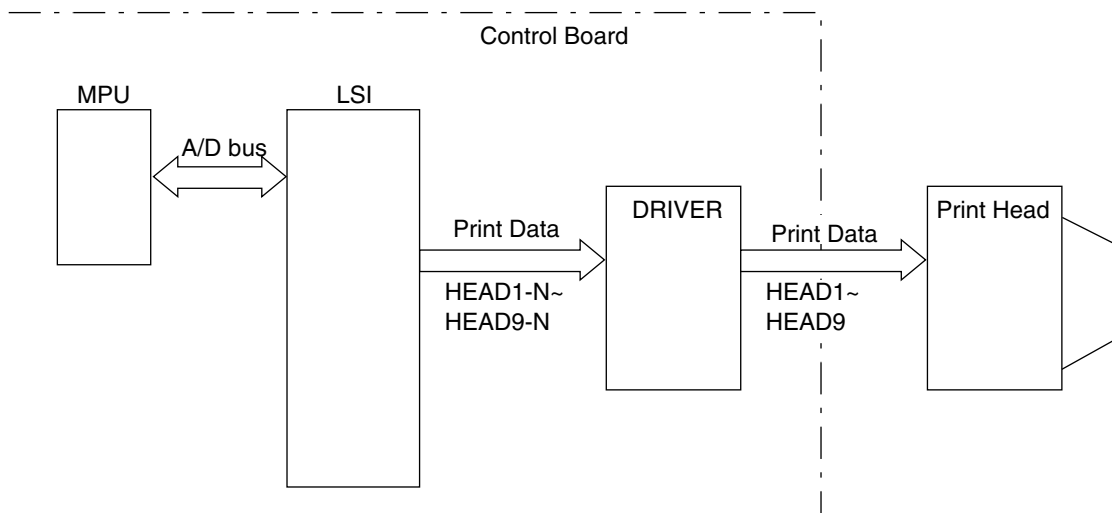 Control Board
MPU
LSI
A/D bus
DRIVER
Print Head
Print Data
Print Data
HEAD1-N~
HEAD9-N
HEAD1~
HEAD9